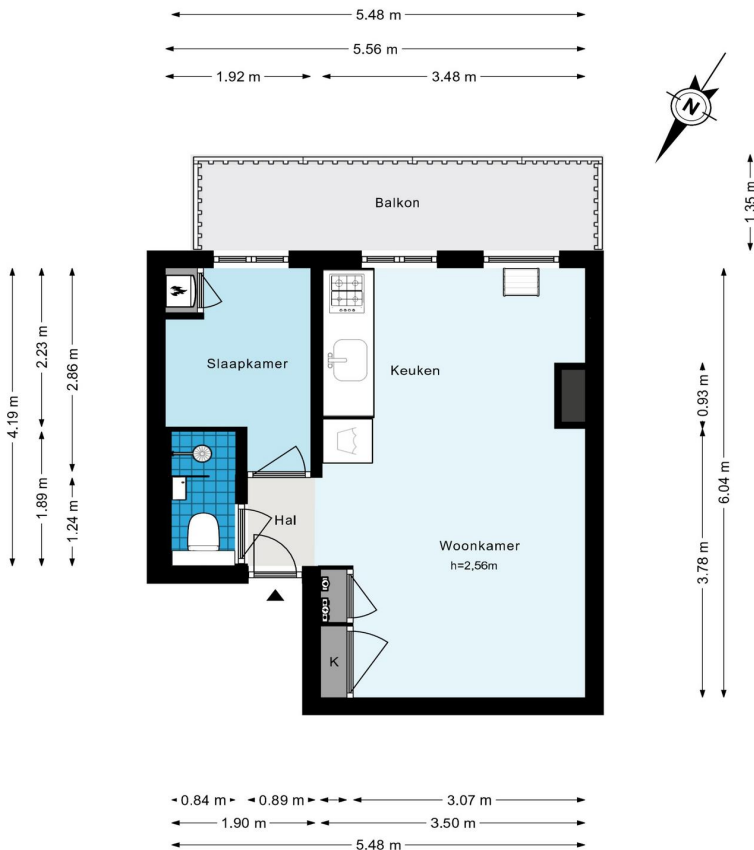 5.48 m
5.56 m
1.92 m
3.48 m
N
1.35 m
Balkon
4.19 m
2.23 m
2.86 m
Slaapkamer
Keuken
0.93 m
6.04 m
1.89 m
1.24 m
Hal
Woonkamer
h=2,56m
3.78 m
K
0.84 m
0.89 m
3.07 m
1.90 m
3.50 m
5.48 m